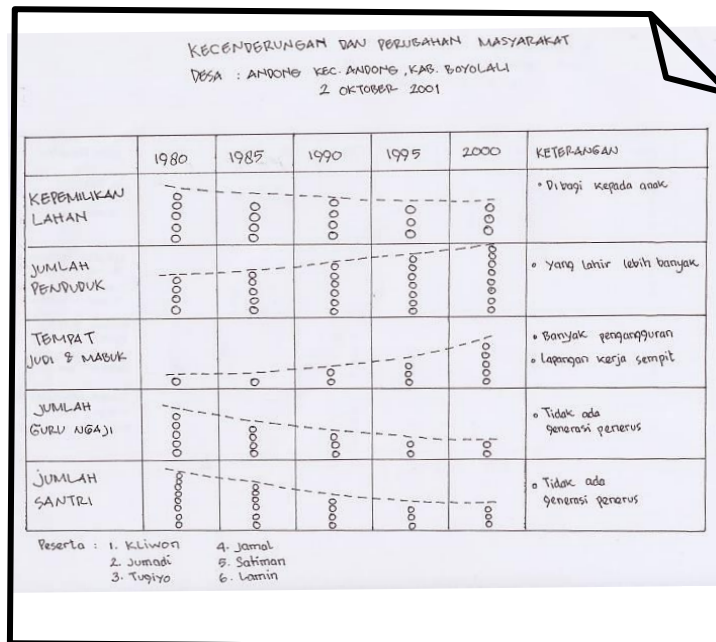 KECENDERUNGAN DAN PERUBAHAN MASYARAKAT
DESA : ANDONG KEC. ANDONG, KAB. BOYOLALI
2 OKTOBER 2001
1980 1985 1990 1995 2000 KETERANGAN
KEPEMILIKAN
LAHAN
• Dibagi kepada anak
JUMLAH
PENDUDUK
• Yang lahir lebih banyak
TEMPAT
JUDI & MABUK
• Banyak pengangguran
• Lapangan kerja sempit
JUMLAH
GURU NGAJI
• Tidak ada
generasi penerus
JUMLAH
SANTRI
• Tidak ada
generasi penerus
Peserta : 1. Kliwon 4. Jamal
2. Jumadi 5. Satiman
3. Tugiyo 6. Lamin